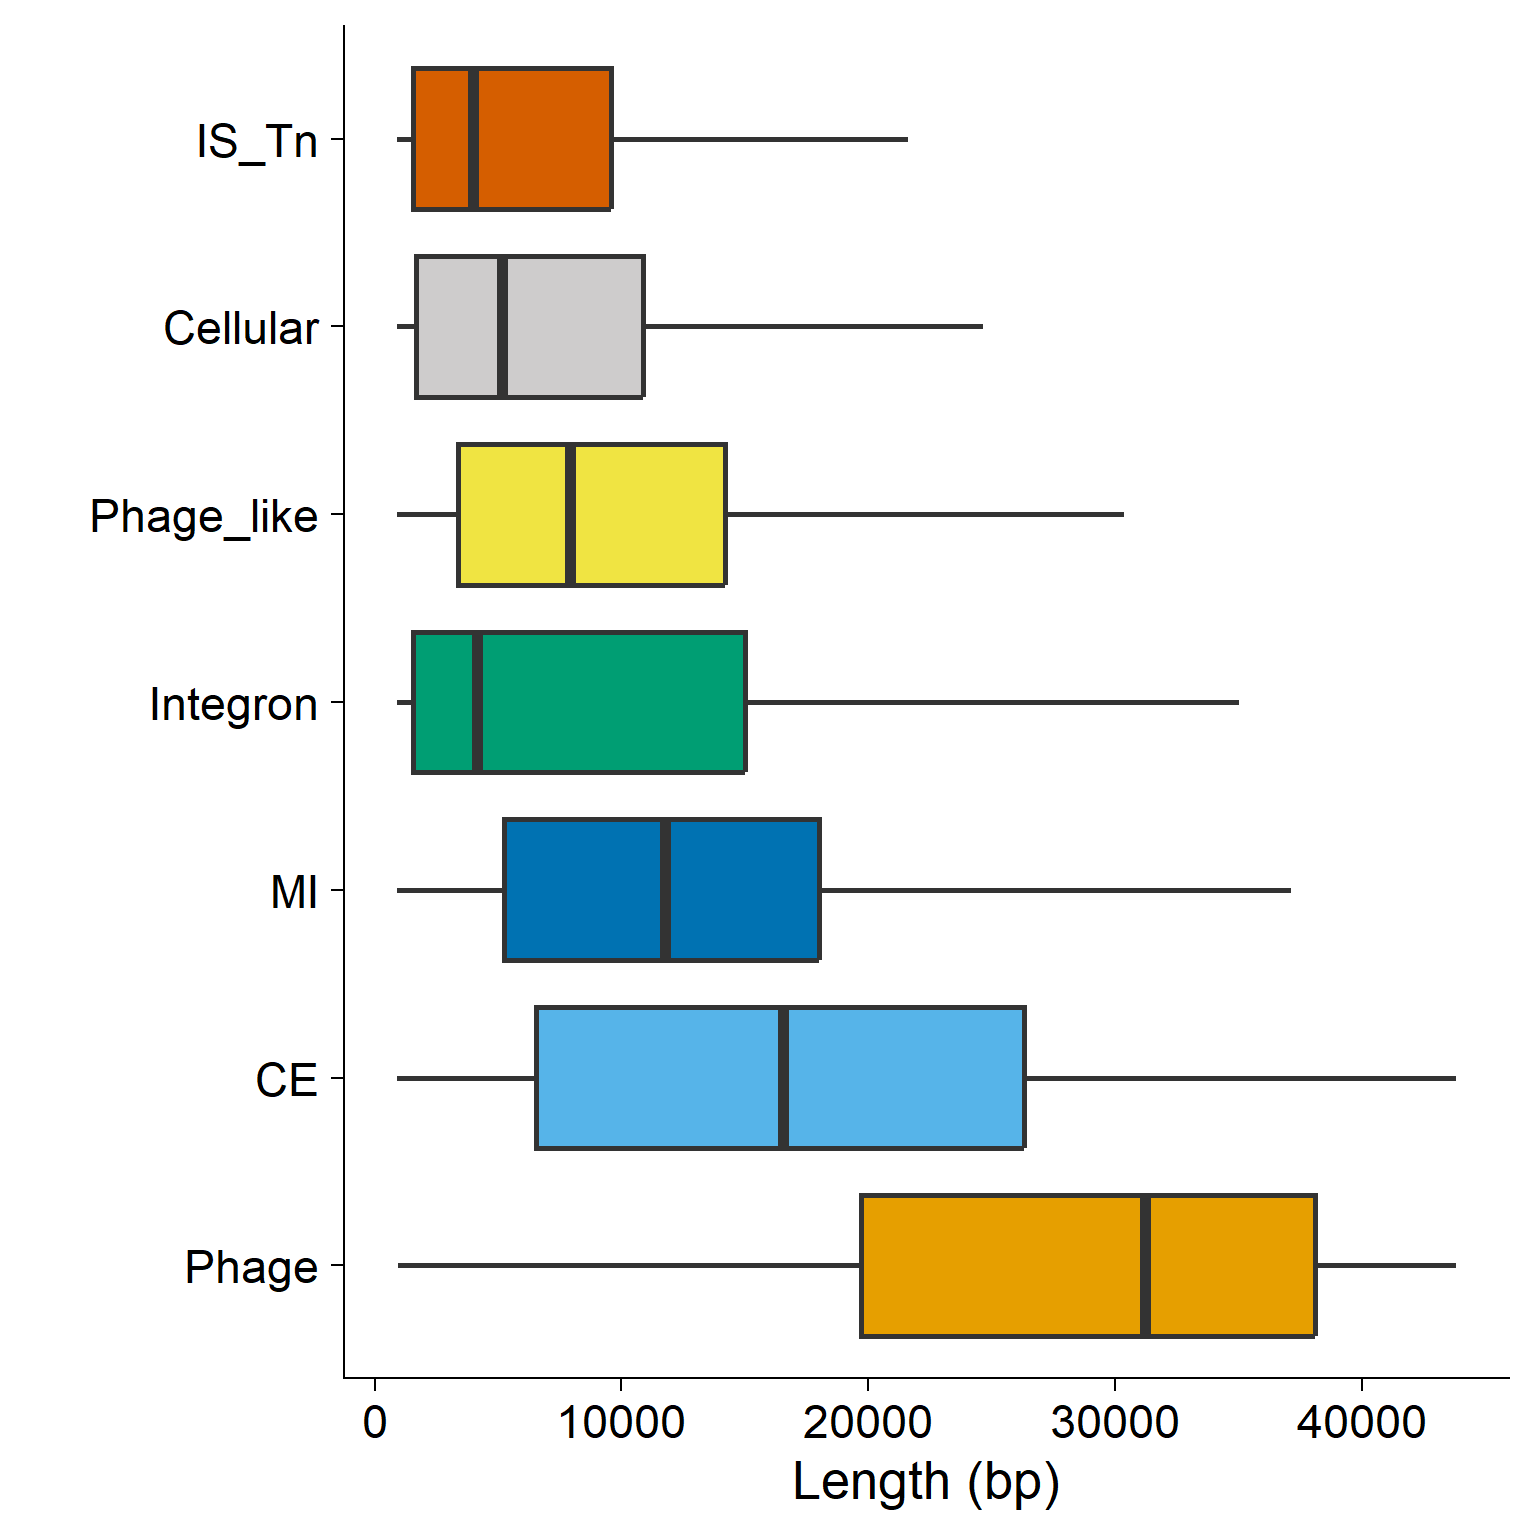 IS_Tn
Cellular
Phage_like
Integron
MI
CE
Phage
0 10000 20000 30000 40000
Length (bp)